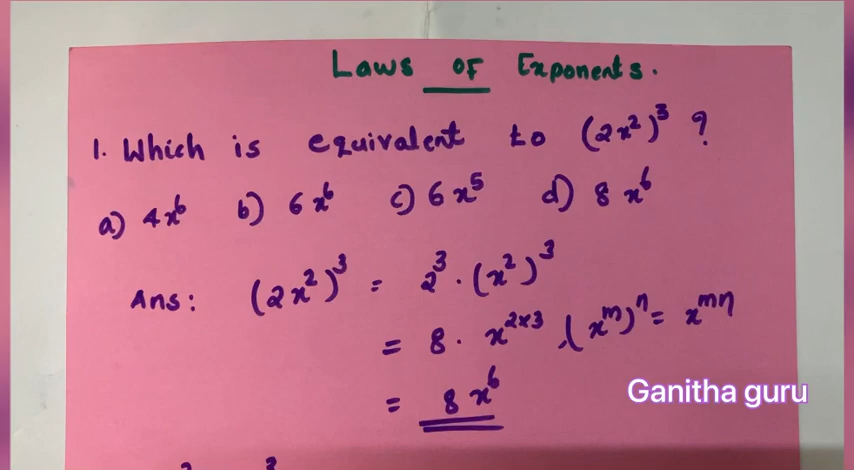 Laws of Exponents.
1. Which is equivalent to (2x²)³ ?
a) 4x⁶ b) 6x⁶ c) 6x⁵ d) 8x⁶
Ans: (2x²)³ = 2³ · (x²)³
= 8 · x²ˣ³ , (xᵐ)ⁿ = xᵐⁿ
= 8x⁶
Ganitha guru